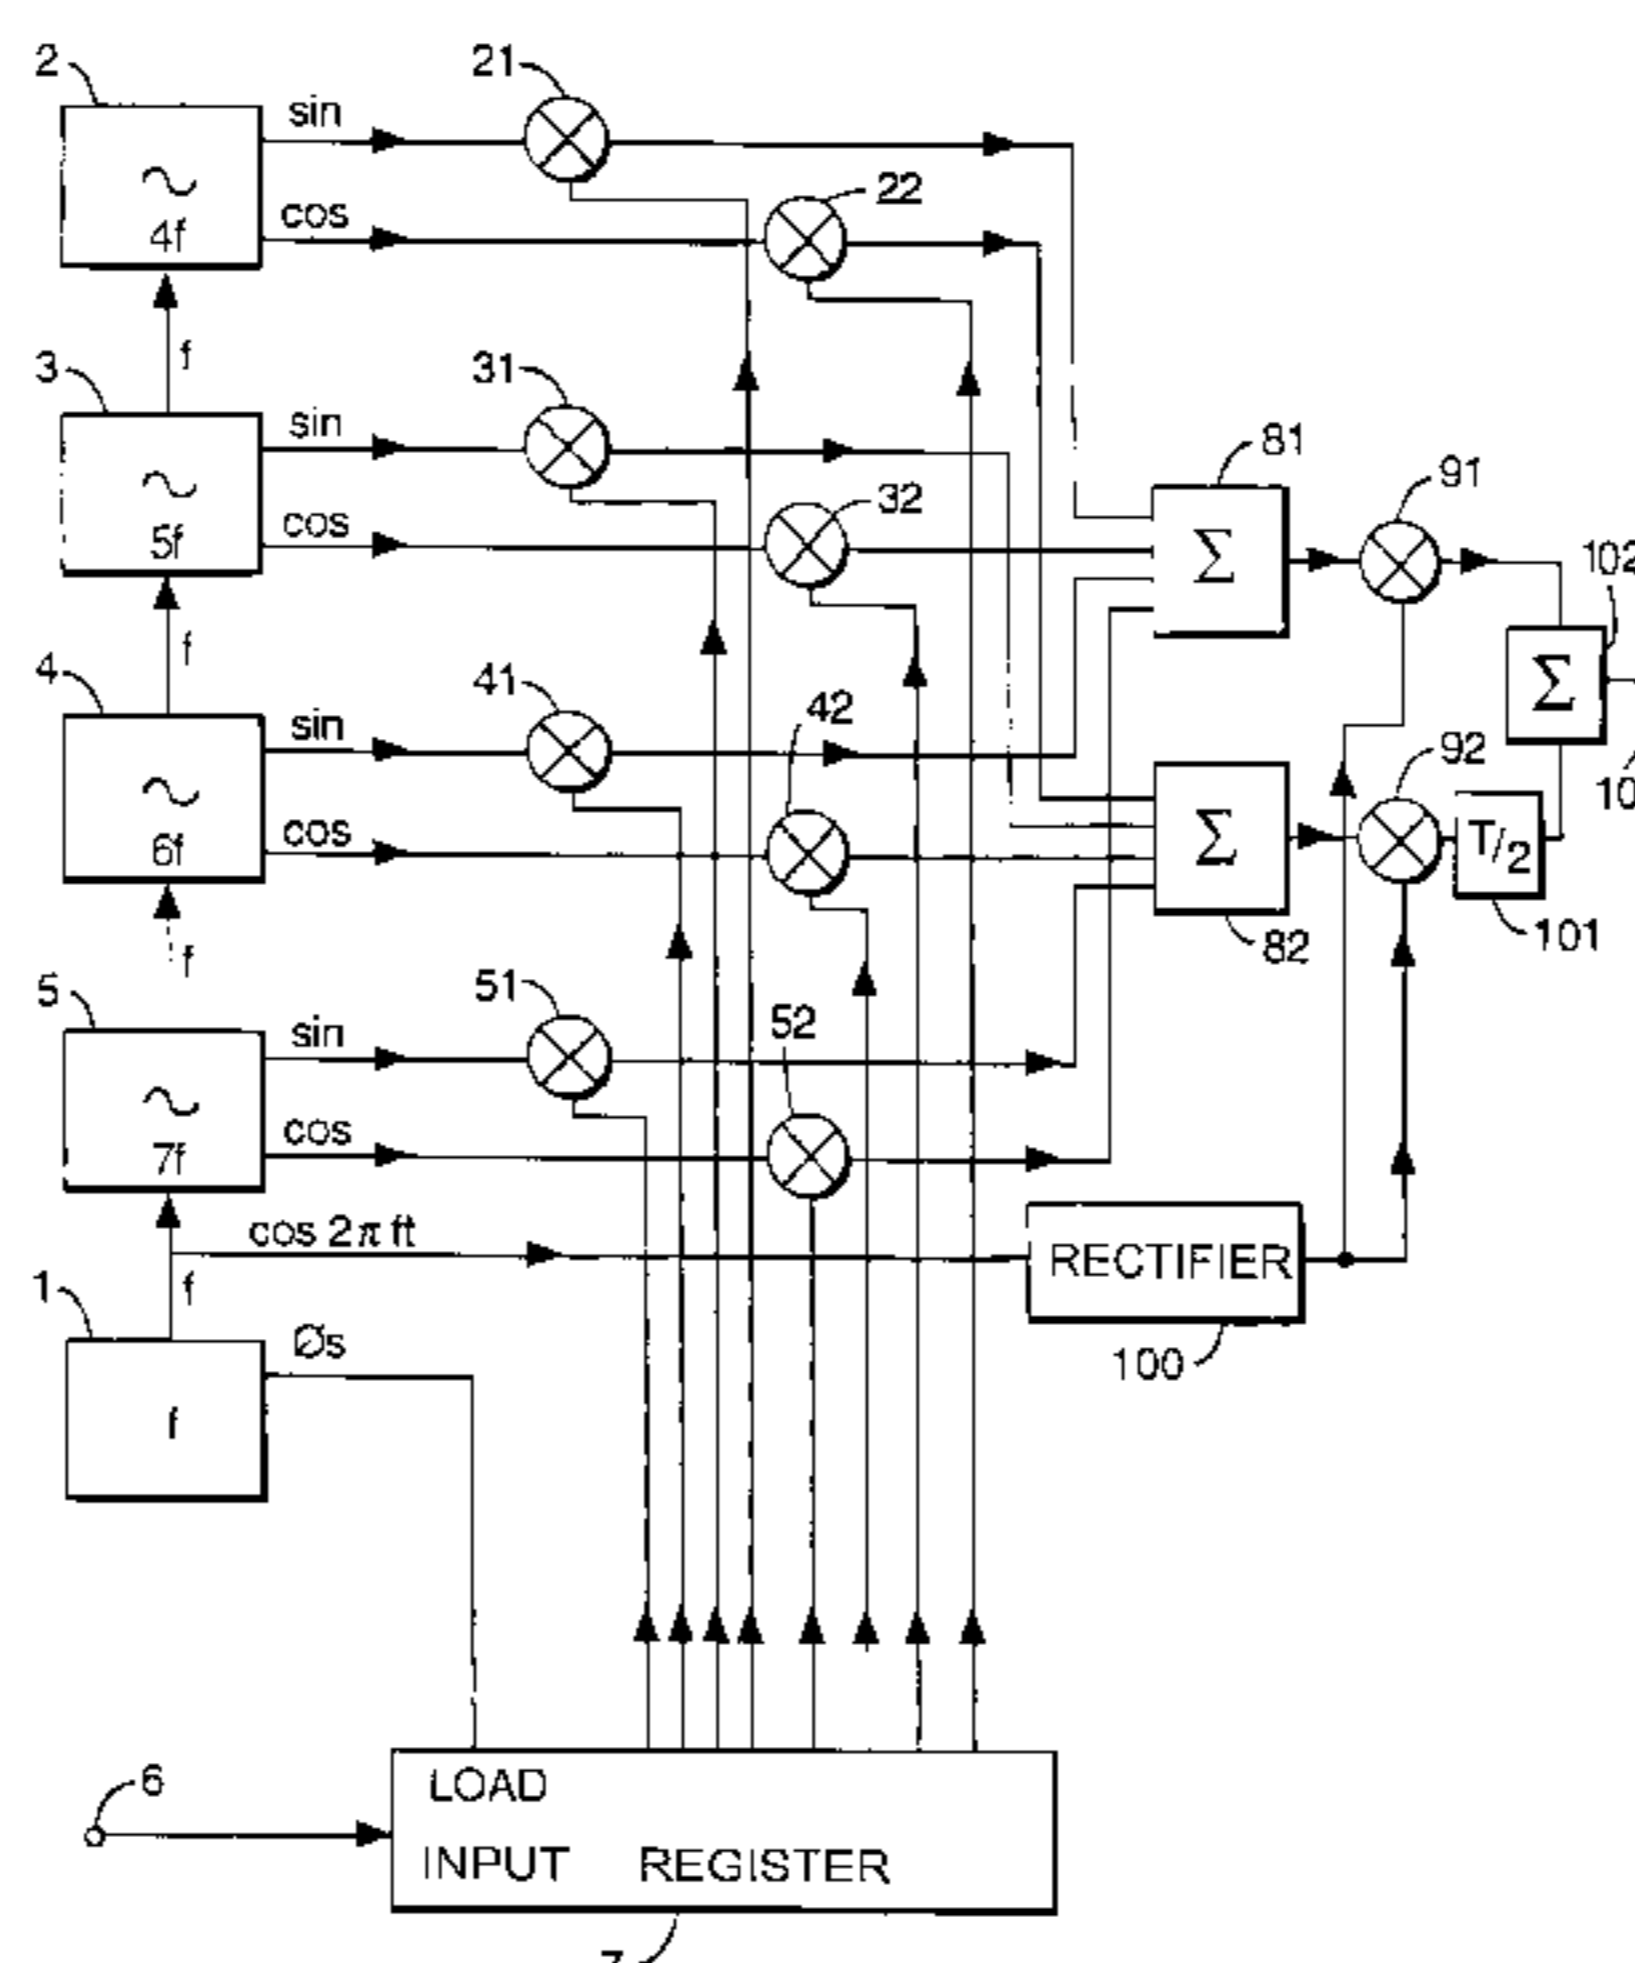 2
21
sin
22
cos
4f
f
3
31
sin
32
cos
5f
81
Σ
91
102
f
4
41
sin
42
cos
6f
Σ
92
Σ
T/2
82
101
f
5
51
sin
52
cos
7f
cos 2π ft
RECTIFIER
100
1
f
Øs
f
6
LOAD
INPUT REGISTER